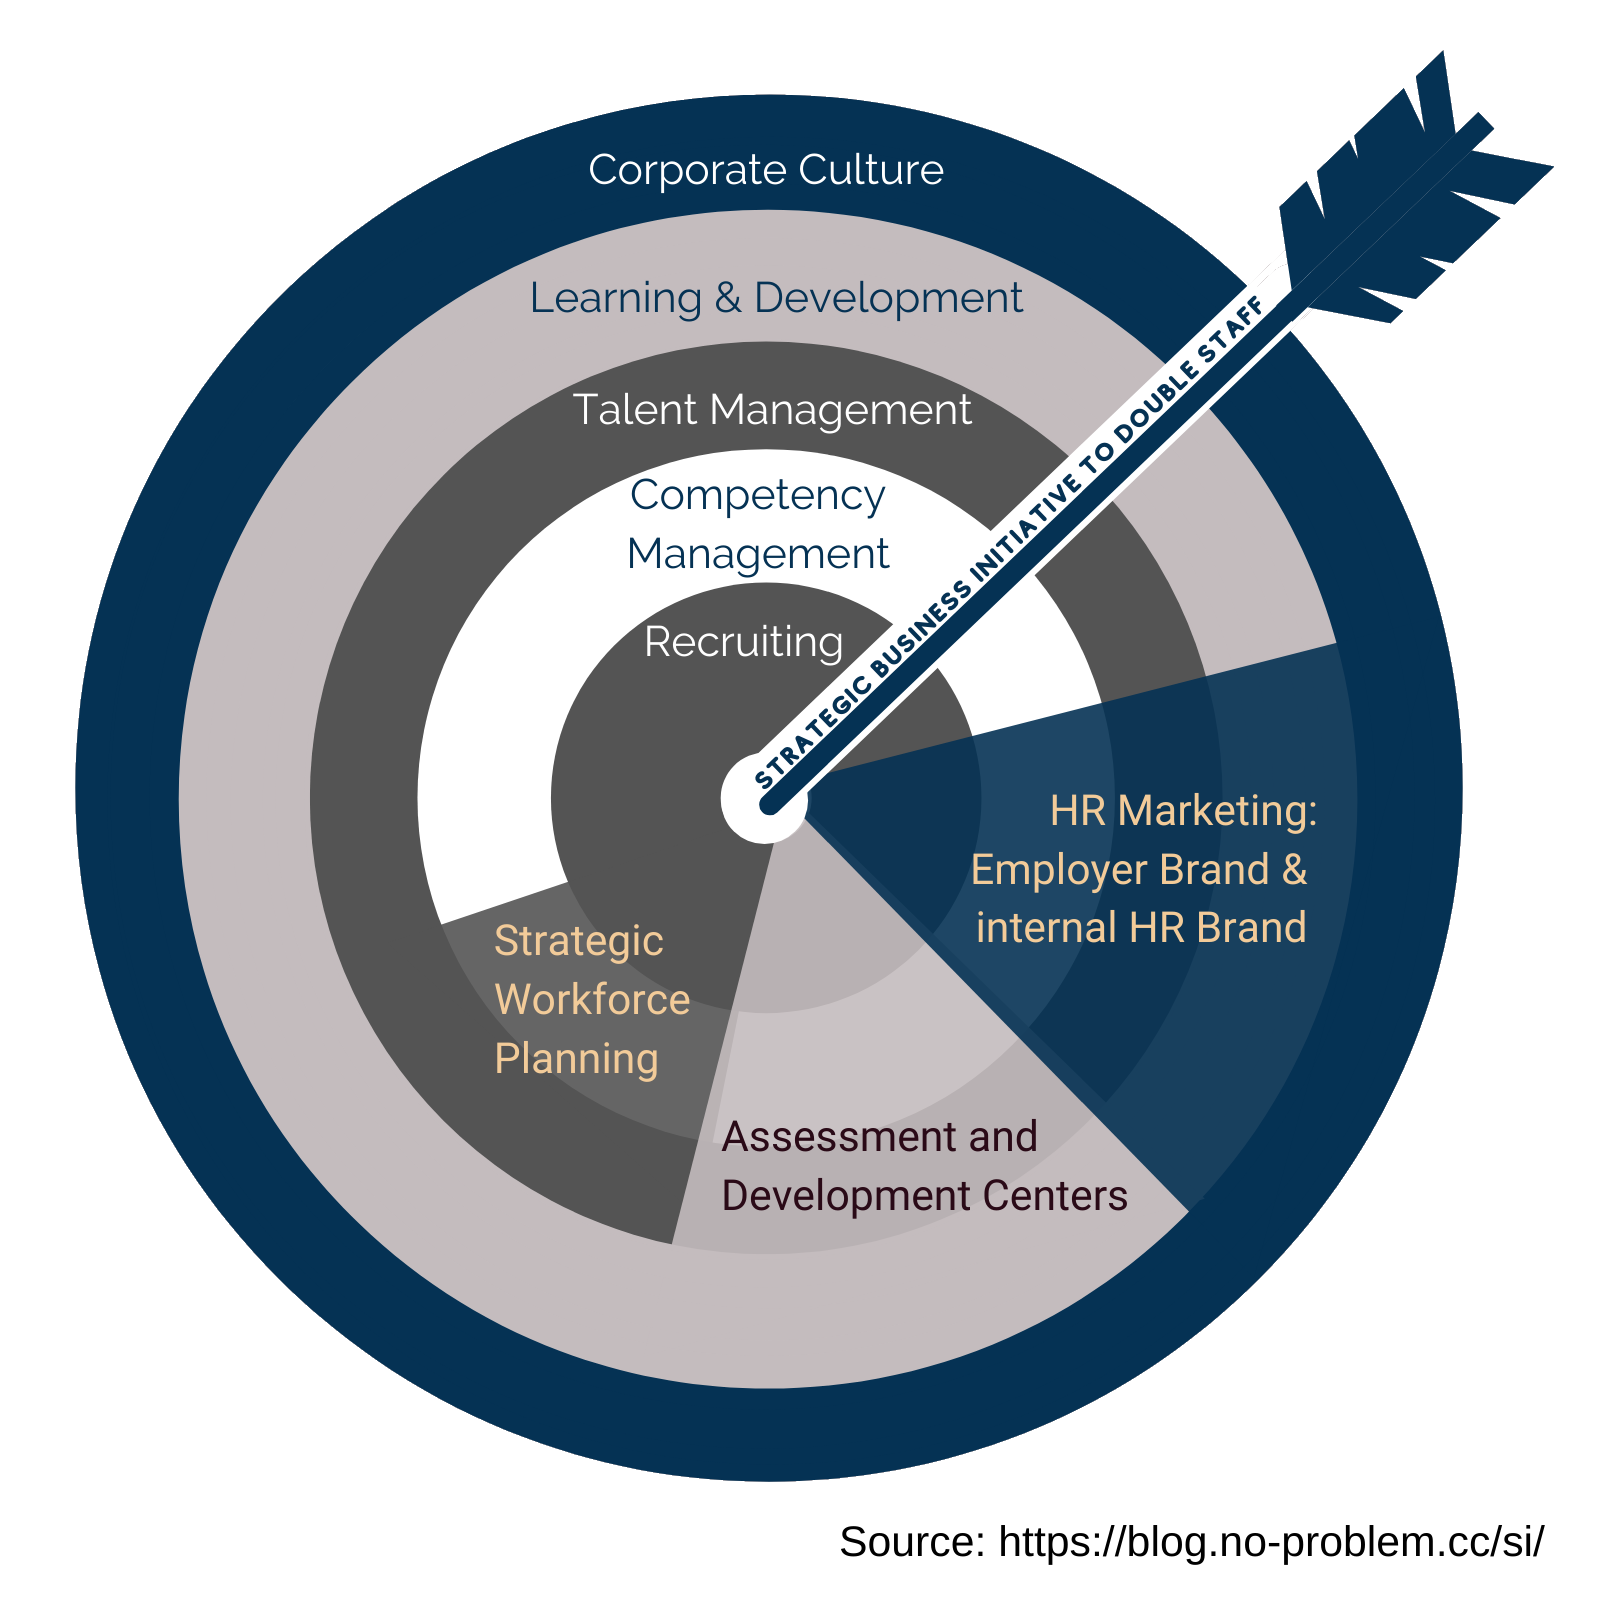 Corporate Culture
Learning & Development
Talent Management
Competency
Management
Recruiting
STRATEGIC BUSINESS INITIATIVE TO DOUBLE STAFF
HR Marketing:
Employer Brand &
internal HR Brand
Strategic
Workforce
Planning
Assessment and
Development Centers
Source: https://blog.no-problem.cc/si/